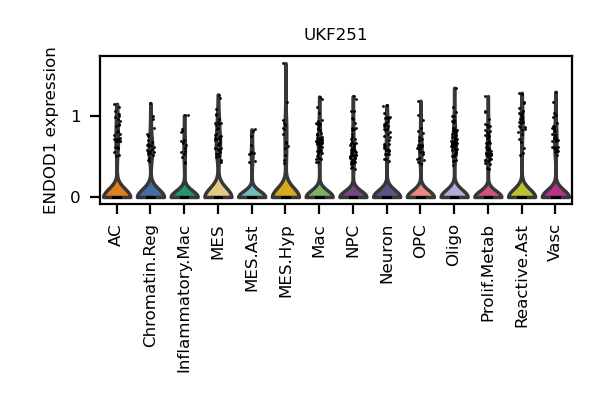 UKF251
ENDOD1 expression
1
0
AC
Chromatin.Reg
Inflammatory.Mac
MES
MES.Ast
MES.Hyp
Mac
NPC
Neuron
OPC
Oligo
Prolif.Metab
Reactive.Ast
Vasc